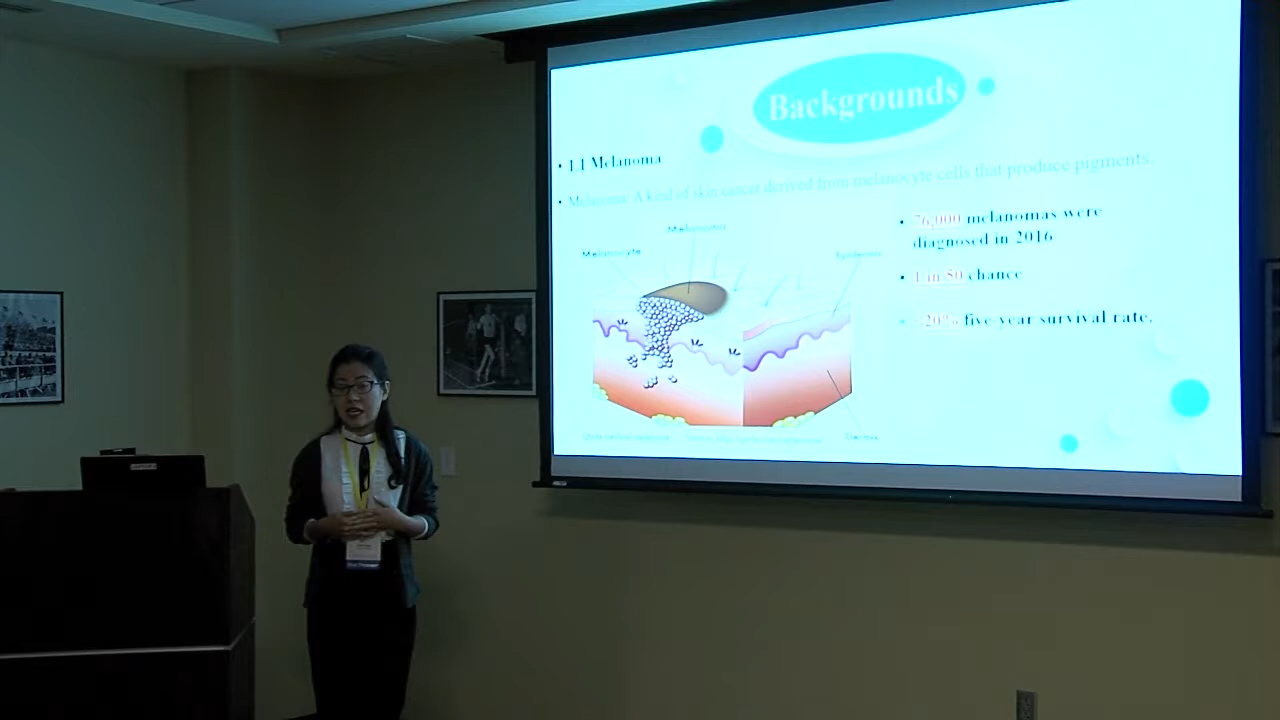 Backgrounds
• 1.1 Melanoma
• Melanoma: A kind of skin cancer derived from melanocyte cells that produce pigments.
Melanoma
Melanocyte
Epidermis
Dermis
• 76,000 melanomas were
diagnosed in 2016
• 1 in 50 chance
• 20% five year survival rate.